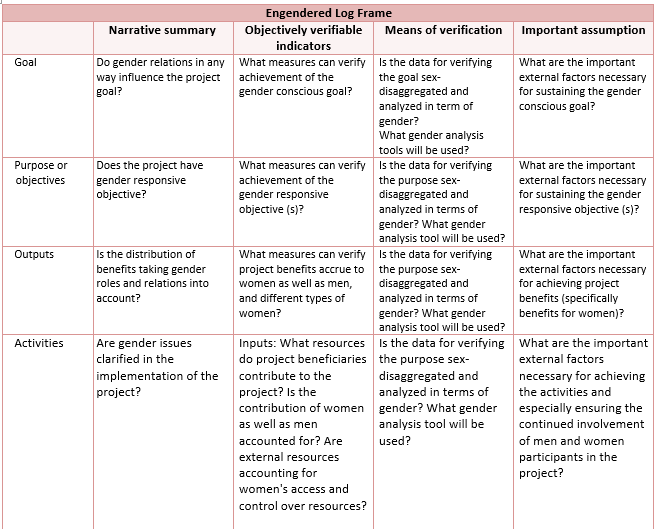 Engendered Log Frame
Narrative summary
Objectively verifiable
indicators
Means of verification
Important assumption
Goal
Do gender relations in any
way influence the project
goal?
What measures can verify
achievement of the
gender conscious goal?
Is the data for verifying
the goal sex-
disaggregated and
analyzed in term of
gender?
What gender analysis
tools will be used?
What are the important
external factors necessary
for sustaining the gender
conscious goal?
Purpose or
objectives
Does the project have
gender responsive
objective?
What measures can verify
achievement of the
gender responsive
objective (s)?
Is the data for verifying
the purpose sex-
disaggregated and
analyzed in terms of
gender? What gender
analysis tool will be used?
What are the important
external factors necessary
for sustaining the gender
responsive objective (s)?
Outputs
Is the distribution of
benefits taking gender
roles and relations into
account?
What measures can verify
project benefits accrue to
women as well as men,
and different types of
women?
Is the data for verifying
the purpose sex-
disaggregated and
analyzed in terms of
gender? What gender
analysis tool will be used?
What are the important
external factors necessary
for achieving project
benefits (specifically
benefits for women)?
Activities
Are gender issues
clarified in the
implementation of the
project?
Inputs: What resources
do project beneficiaries
contribute to the
project? Is the
contribution of women
as well as men
accounted for? Are
external resources
accounting for
women's access and
control over resources?
Is the data for verifying
the purpose sex-
disaggregated and
analyzed in terms of
gender? What gender
analysis tool will be
used?
What are the important
external factors
necessary for achieving
the activities and
especially ensuring the
continued involvement
of men and women
participants in the
project?